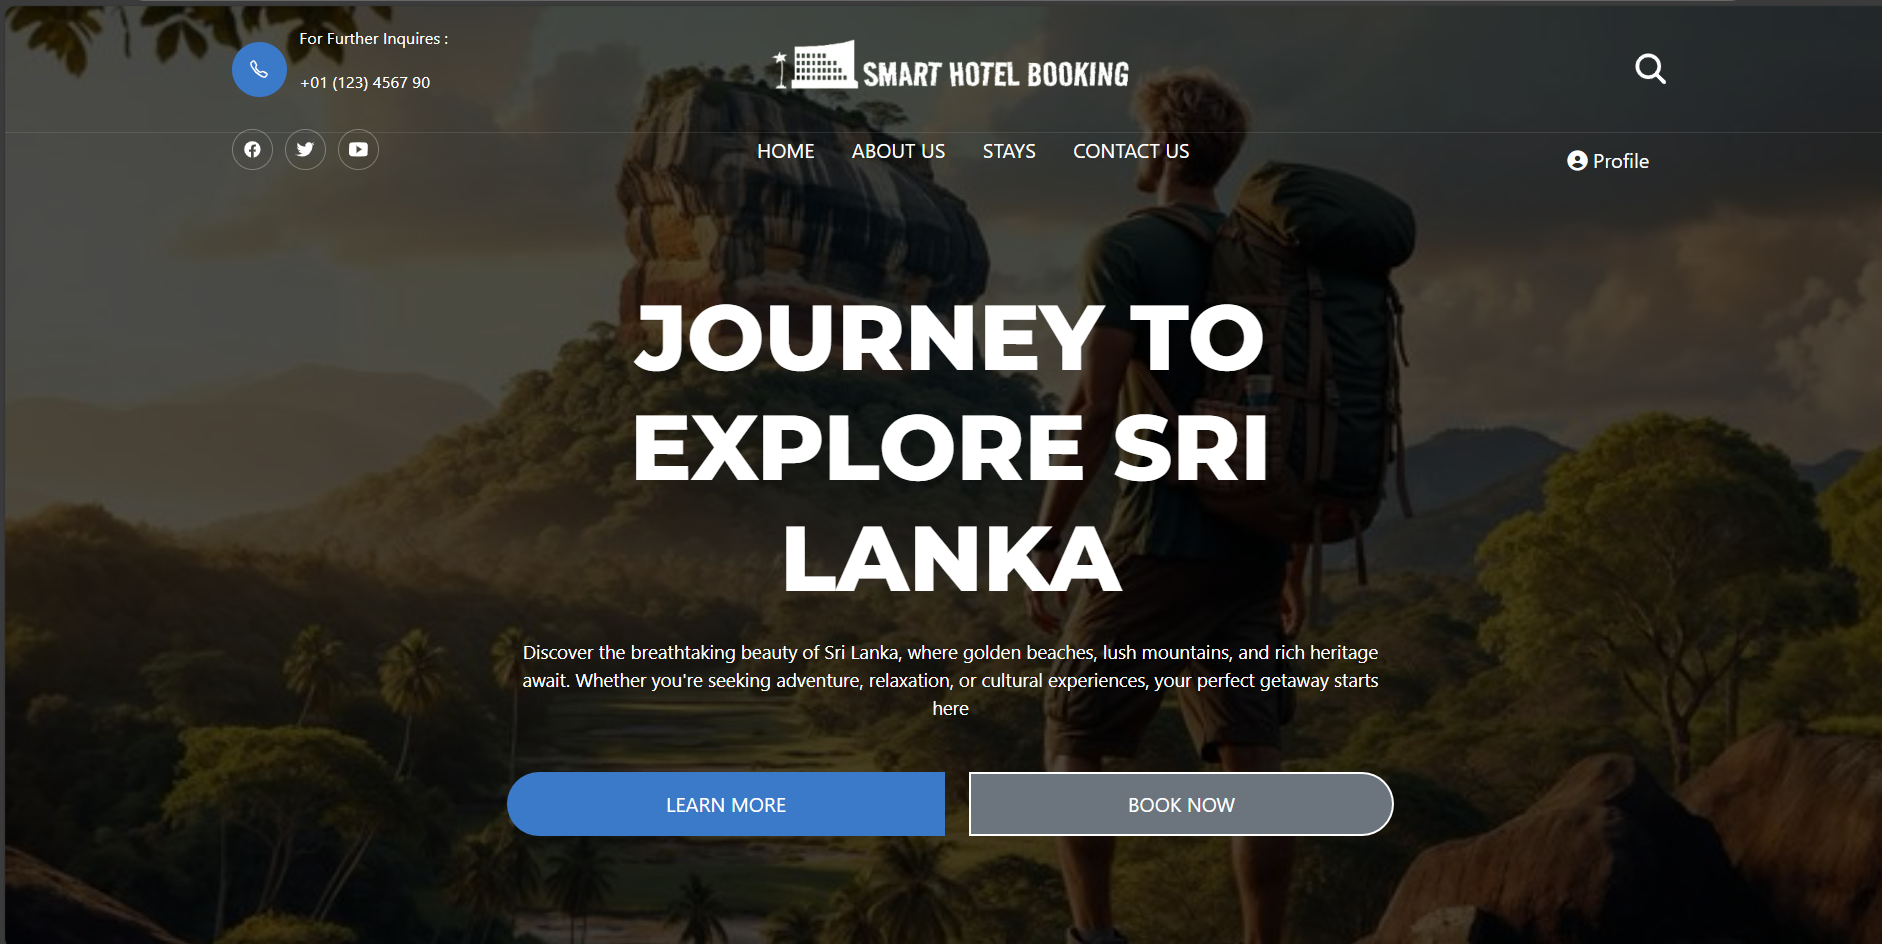 For Further Inquires :
+01 (123) 4567 90
SMART HOTEL BOOKING
HOME ABOUT US STAYS CONTACT US
Profile
JOURNEY TO
EXPLORE SRI
LANKA
Discover the breathtaking beauty of Sri Lanka, where golden beaches, lush mountains, and rich heritage
await. Whether you're seeking adventure, relaxation, or cultural experiences, your perfect getaway starts
here
LEARN MORE
BOOK NOW